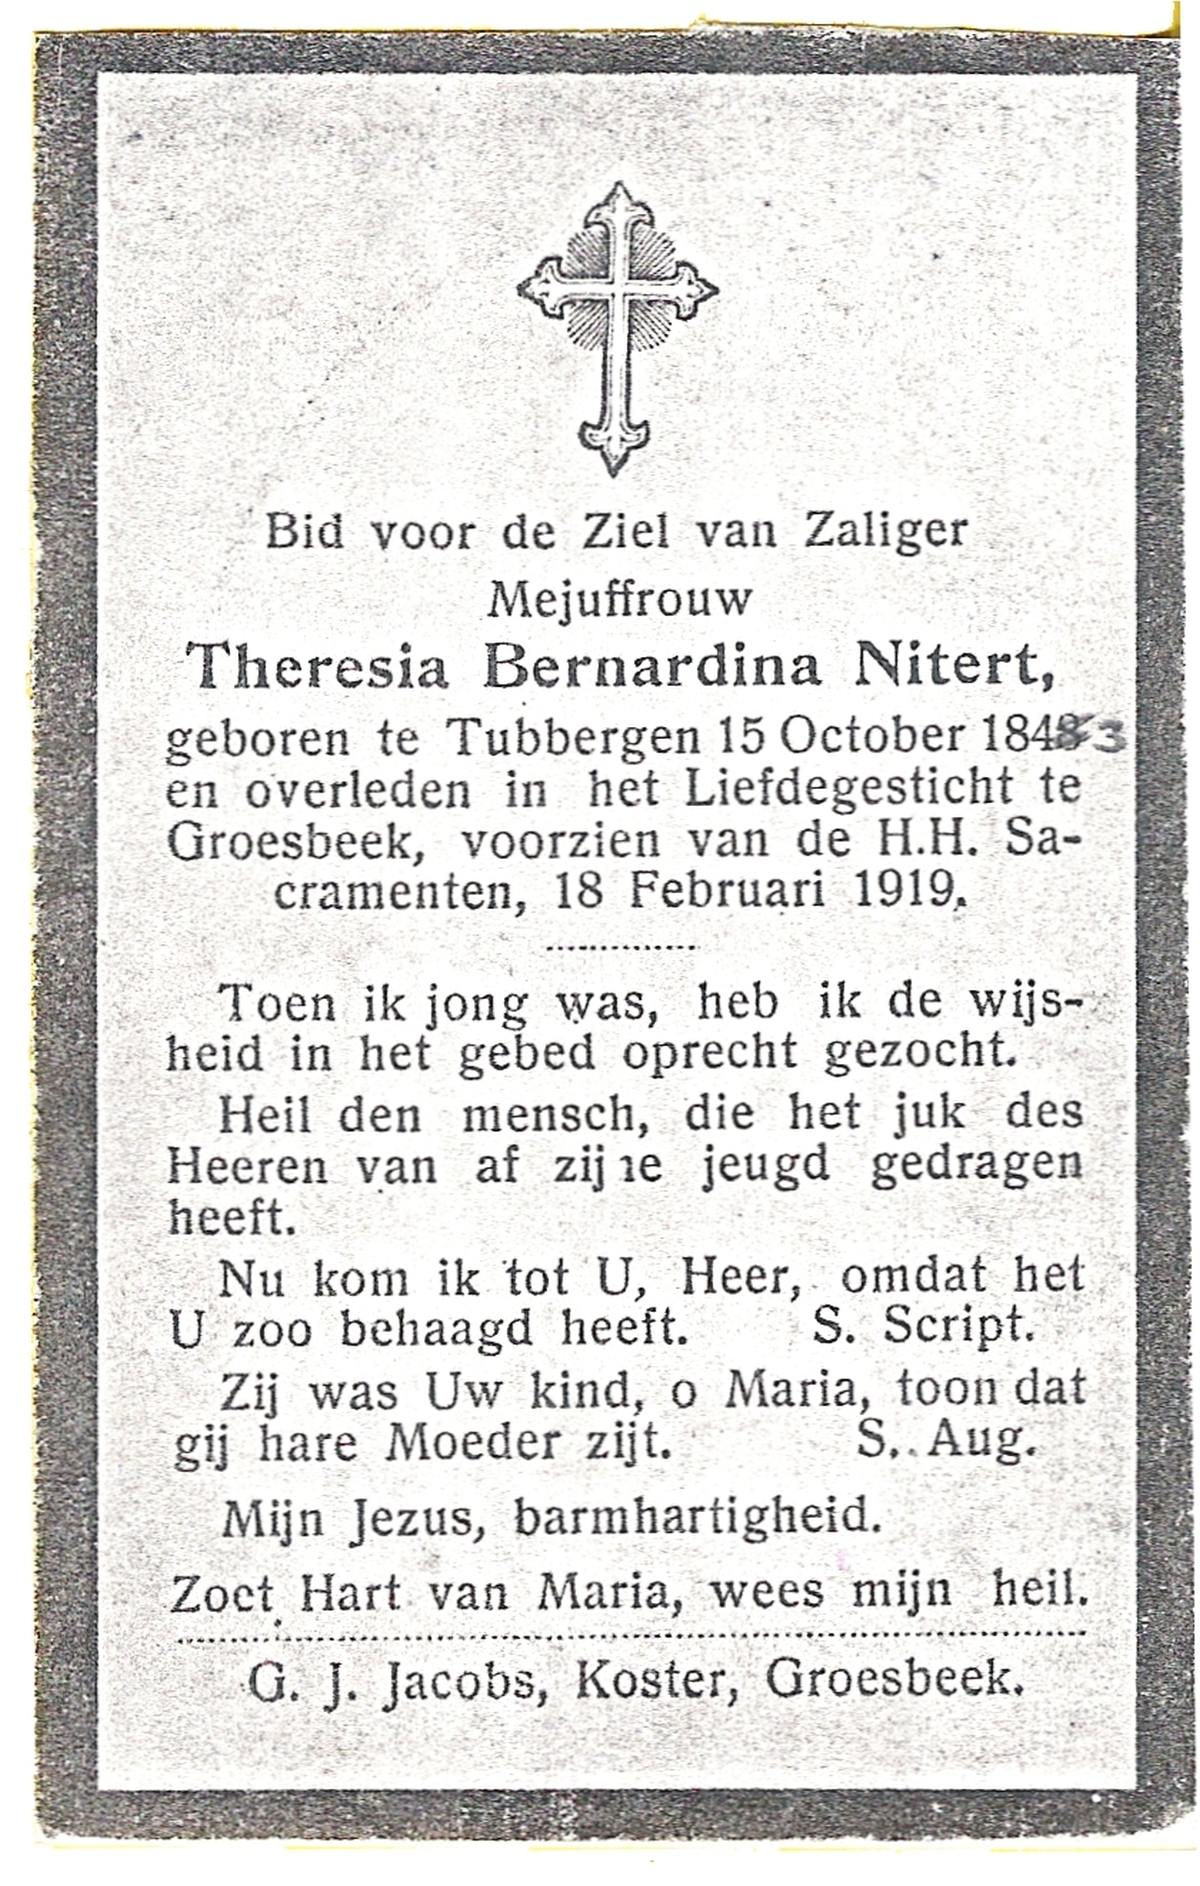 Bid voor de Ziel van Zaliger
Mejuffrouw
Theresia Bernardina Nitert,
geboren te Tubbergen 15 October 1848 3
en overleden in het Liefdegesticht te
Groesbeek, voorzien van de H.H. Sa-
cramenten, 18 Februari 1919.
Toen ik jong was, heb ik de wijs-
heid in het gebed oprecht gezocht.
Heil den mensch, die het juk des
Heeren van af zijne jeugd gedragen
heeft.
Nu kom ik tot U, Heer, omdat het
U zoo behaagd heeft. S. Script.
Zij was Uw kind, o Maria, toon dat
gij hare Moeder zijt. S. Aug.
Mijn Jezus, barmhartigheid.
Zoet Hart van Maria, wees mijn heil.
G. J. Jacobs, Koster, Groesbeek.